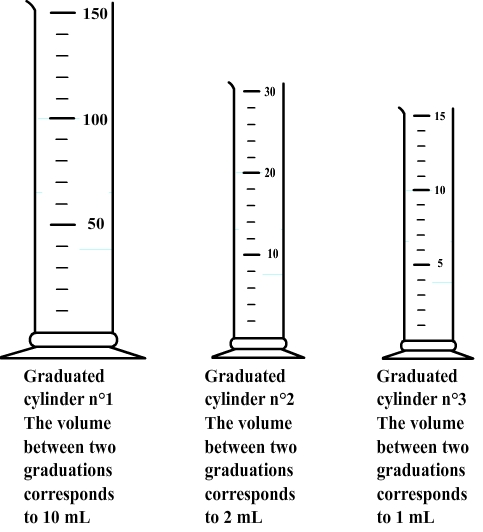 150
100
50
30
20
10
15
10
5
Graduated
cylinder n°1
The volume
between two
graduations
corresponds
to 10 mL
Graduated
cylinder n°2
The volume
between two
graduations
corresponds
to 2 mL
Graduated
cylinder n°3
The volume
between two
graduations
corresponds
to 1 mL